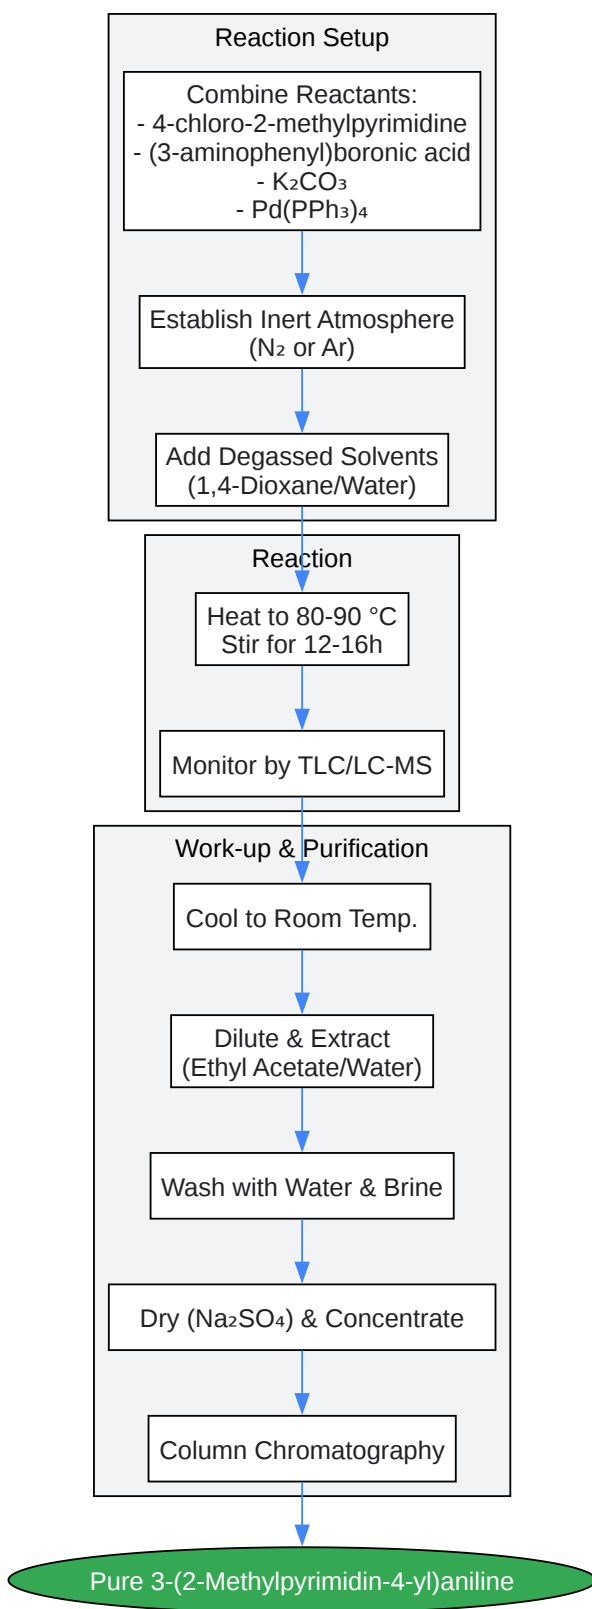 Reaction Setup
Combine Reactants:
- 4-chloro-2-methylpyrimidine
- (3-aminophenyl)boronic acid
- K₂CO₃
- Pd(PPh₃)₄
Establish Inert Atmosphere
(N₂ or Ar)
Add Degassed Solvents
(1,4-Dioxane/Water)
Reaction
Heat to 80-90 °C
Stir for 12-16h
Monitor by TLC/LC-MS
Work-up & Purification
Cool to Room Temp.
Dilute & Extract
(Ethyl Acetate/Water)
Wash with Water & Brine
Dry (Na₂SO₄) & Concentrate
Column Chromatography
Pure 3-(2-Methylpyrimidin-4-yl)aniline